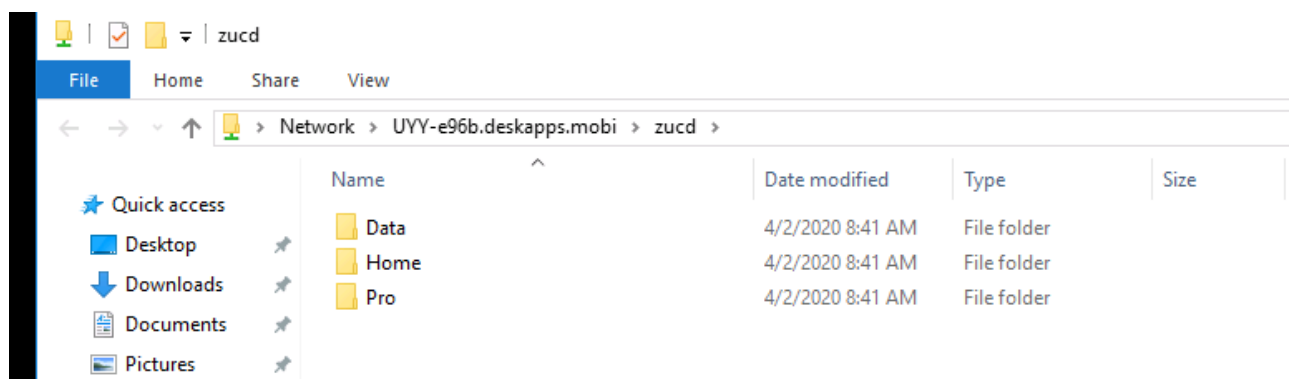 zucd
File Home Share View
Network > UYY-e96b.deskapps.mobi > zucd >
Name Date modified Type Size
Quick access
Desktop
Downloads
Documents
Pictures
Data 4/2/2020 8:41 AM File folder
Home 4/2/2020 8:41 AM File folder
Pro 4/2/2020 8:41 AM File folder